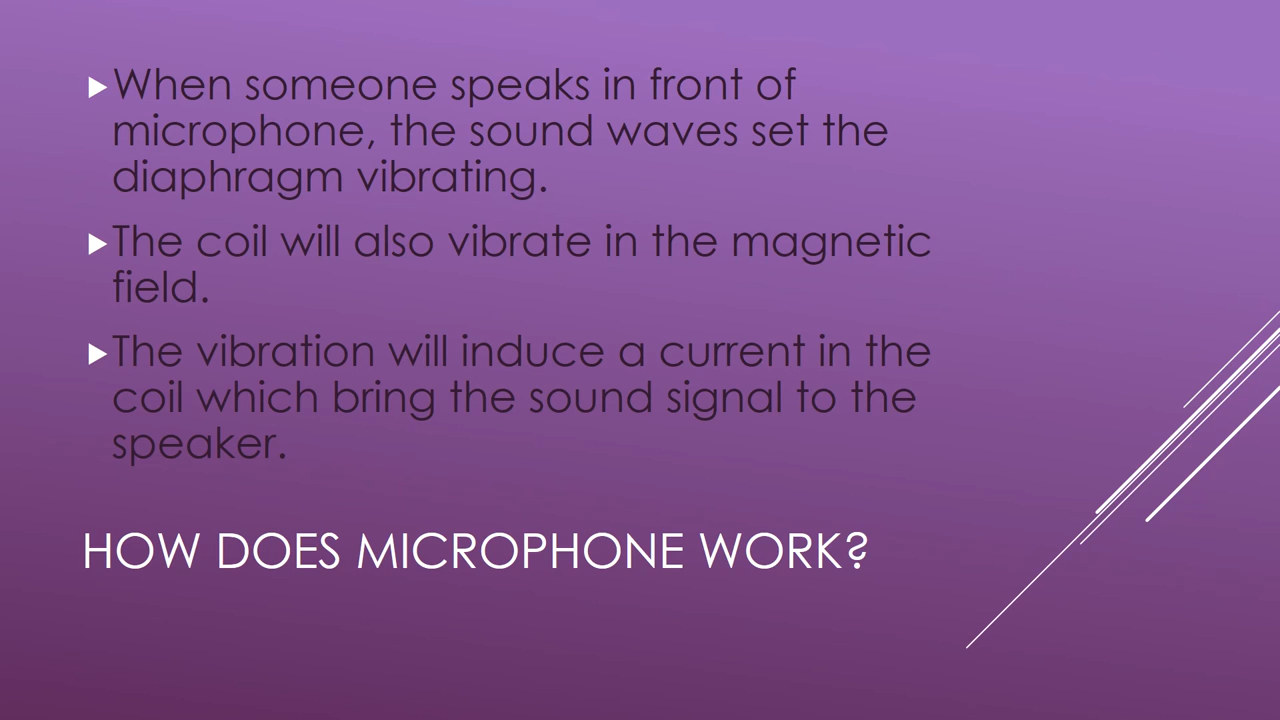 When someone speaks in front of
microphone, the sound waves set the
diaphragm vibrating.
The coil will also vibrate in the magnetic
field.
The vibration will induce a current in the
coil which bring the sound signal to the
speaker.
HOW DOES MICROPHONE WORK?